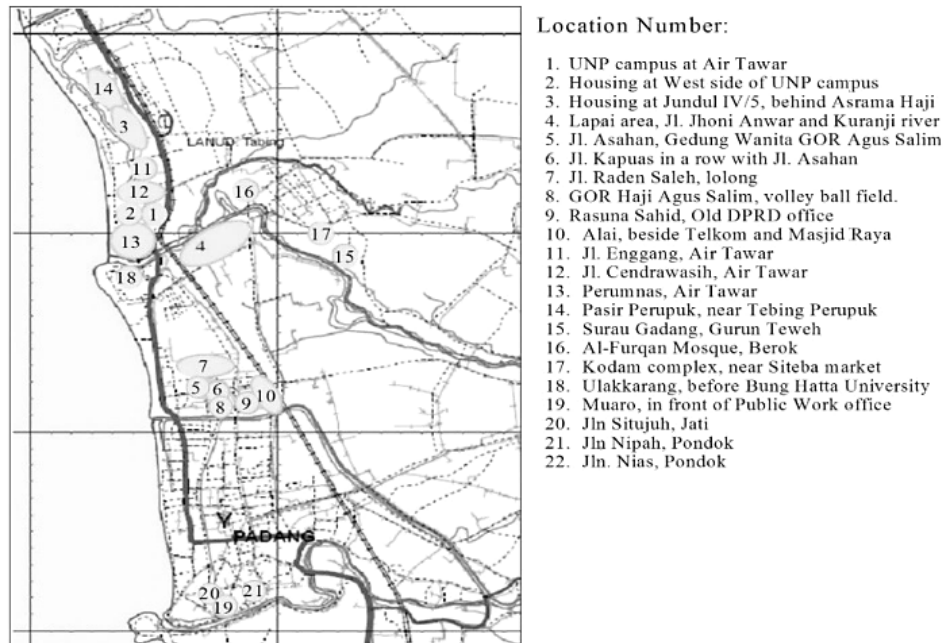 14
3
LANUD Tabing
11
12
16
2
1
17
13
4
15
18
7
5
6
10
9
8
PADANG
20
21
19
Location Number:
1. UNP campus at Air Tawar
2. Housing at West side of UNP campus
3. Housing at Jundul IV/5, behind Asrama Haji
4. Lapai area, Jl. Jhoni Anwar and Kuranji river
5. Jl. Asahan, Gedung Wanita GOR Agus Salim
6. Jl. Kapuas in a row with Jl. Asahan
7. Jl. Raden Saleh, lolong
8. GOR Haji Agus Salim, volley ball field.
9. Rasuna Sahid, Old DPRD office
10. Alai, beside Telkom and Masjid Raya
11. Jl. Enggang, Air Tawar
12. Jl. Cendrawasih, Air Tawar
13. Perumnas, Air Tawar
14. Pasir Perupuk, near Tebing Perupuk
15. Surau Gadang, Gurun Teweh
16. Al-Furqan Mosque, Berok
17. Kodam complex, near Siteba market
18. Ulakkarang, before Bung Hatta University
19. Muaro, in front of Public Work office
20. Jln Situjuh, Jati
21. Jln Nipah, Pondok
22. Jln. Nias, Pondok